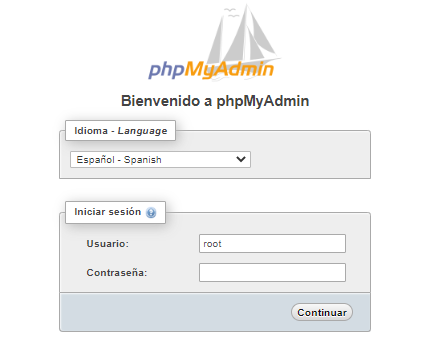 phpMyAdmin
Bienvenido a phpMyAdmin
Idioma - Language
Español - Spanish
Iniciar sesión
Usuario: root
Contraseña:
Continuar